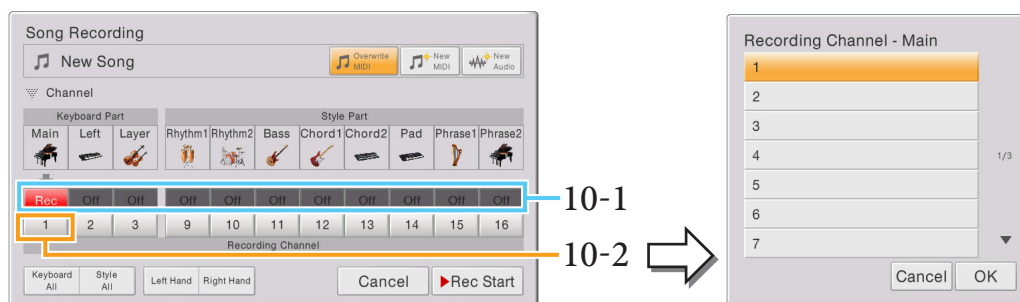 Song Recording
New Song
Overwrite MIDI
New MIDI
New Audio
Channel
Keyboard Part
Style Part
Main Left Layer Rhythm1 Rhythm2 Bass Chord1 Chord2 Pad Phrase1 Phrase2
Rec Off Off Off Off Off Off Off Off Off Off
1 2 3 9 10 11 12 13 14 15 16
Recording Channel
Keyboard All
Style All
Left Hand Right Hand Cancel Rec Start
10-1
10-2
Recording Channel - Main
1
2
3
4
1/3
5
6
7
Cancel OK